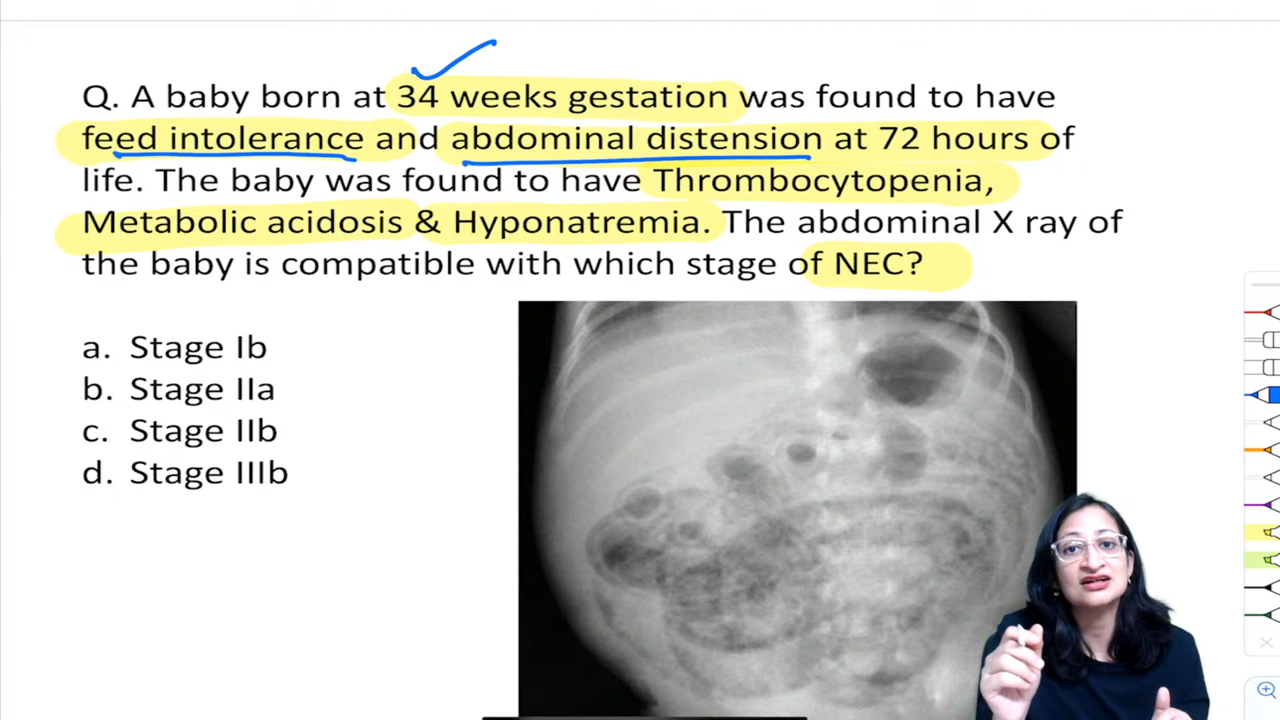 Q. A baby born at 34 weeks gestation was found to have
feed intolerance and abdominal distension at 72 hours of
life. The baby was found to have Thrombocytopenia,
Metabolic acidosis & Hyponatremia. The abdominal X ray of
the baby is compatible with which stage of NEC?
a. Stage Ib
b. Stage IIa
c. Stage IIb
d. Stage IIIb